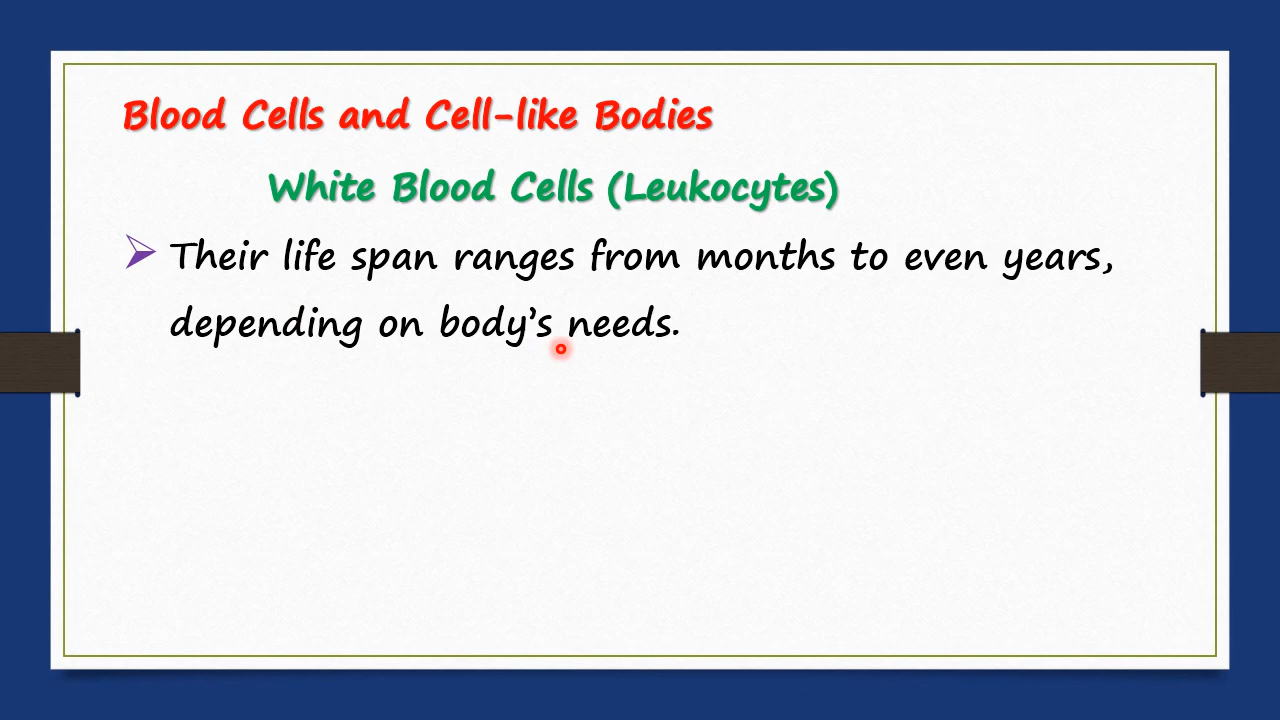 Blood Cells and Cell-like Bodies
White Blood Cells (Leukocytes)
Their life span ranges from months to even years,
depending on body’s needs.